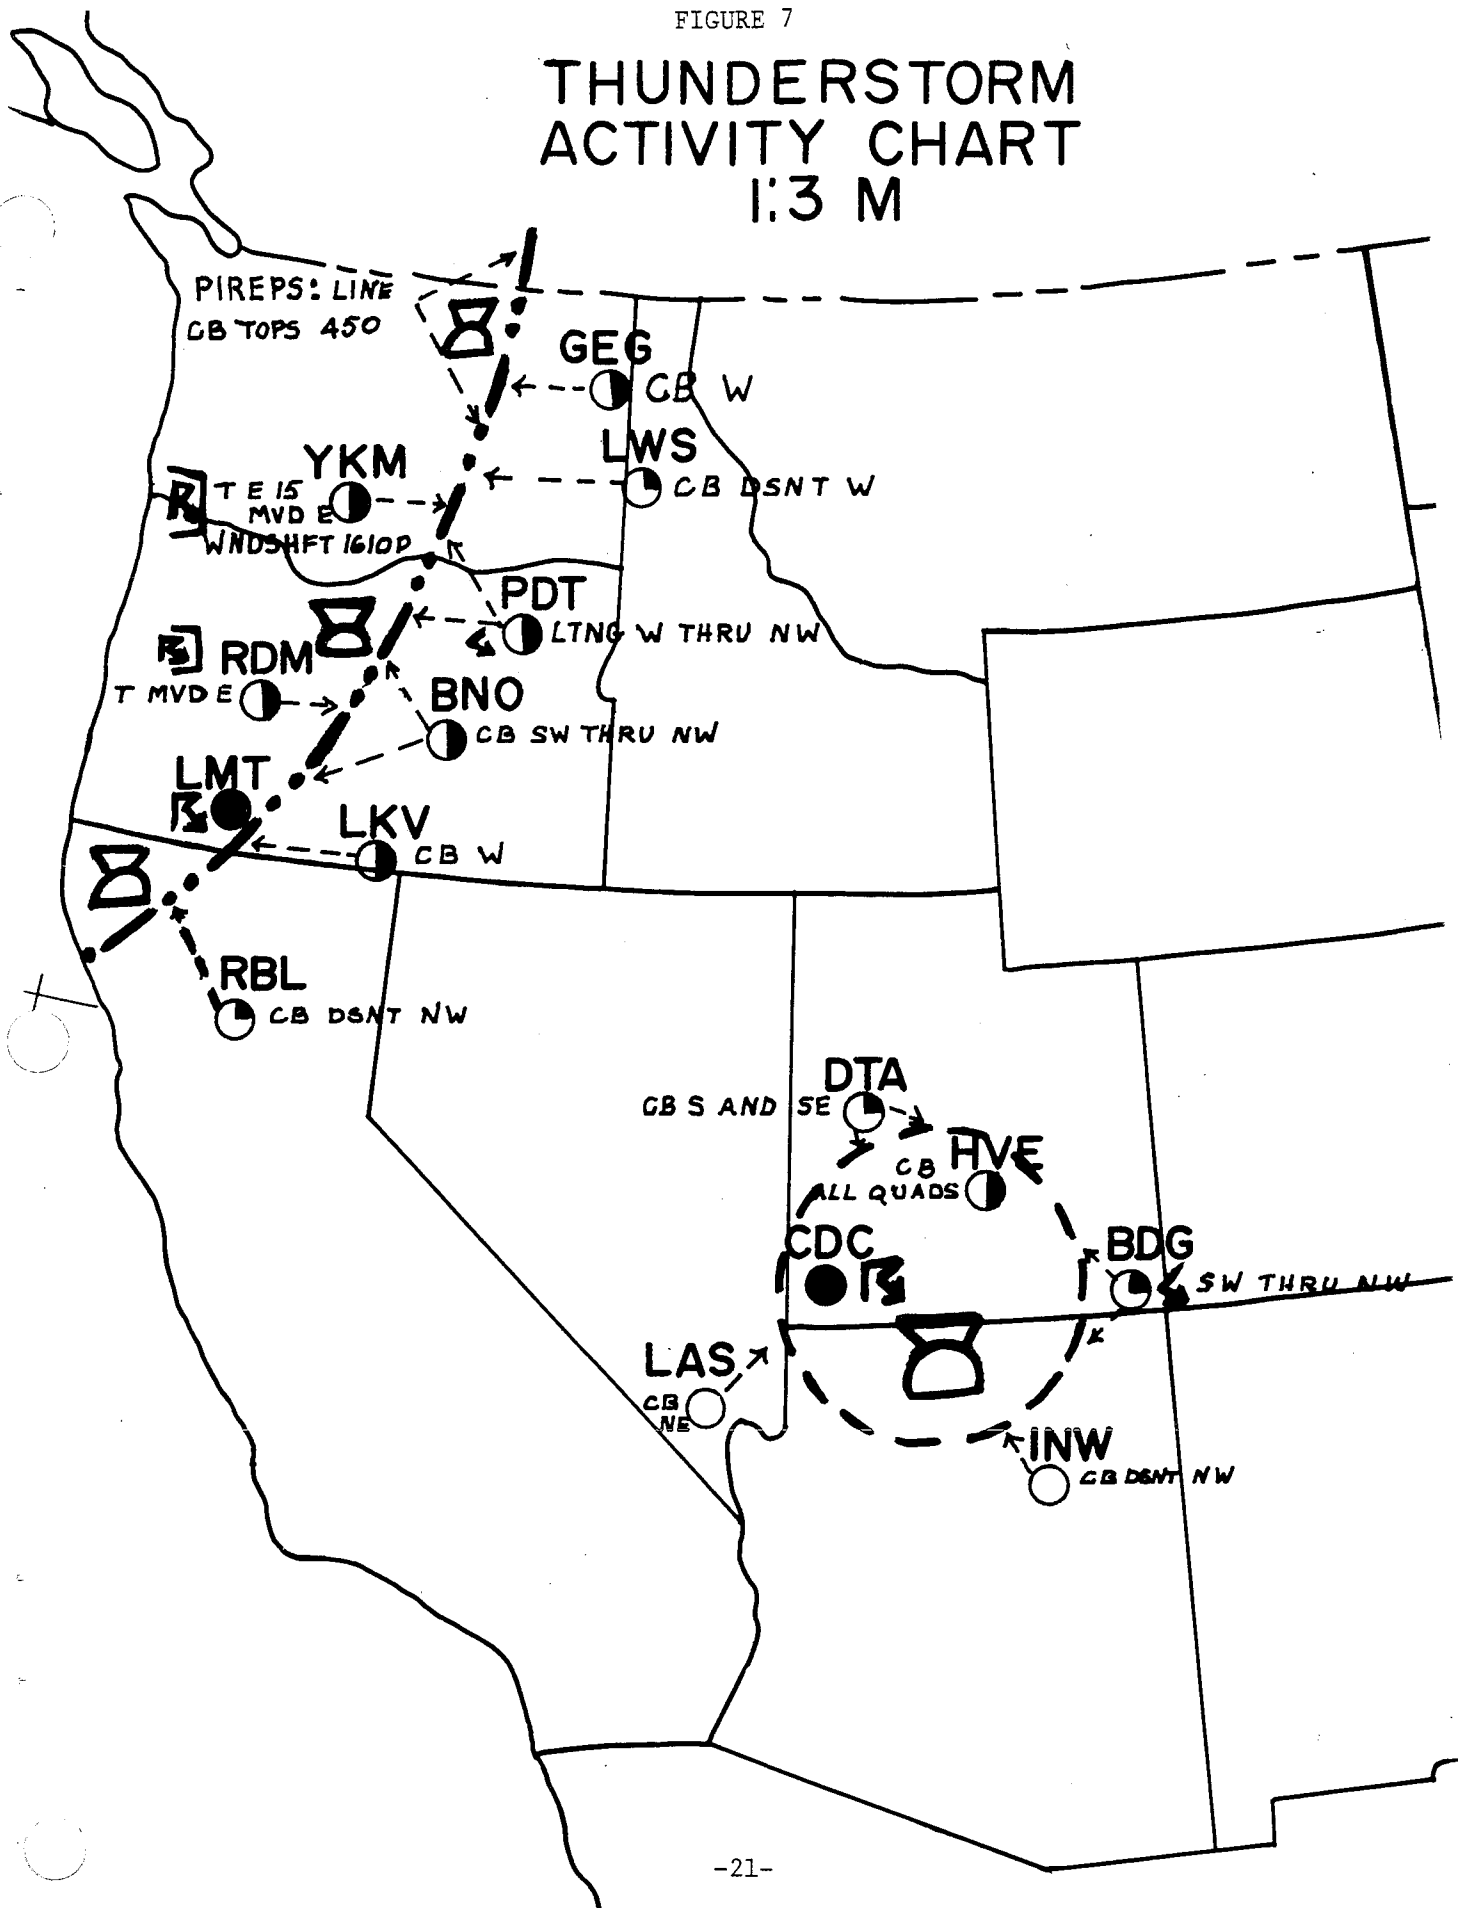 FIGURE 7
THUNDERSTORM
ACTIVITY CHART
1:3 M
PIREPS: LINE
CB TOPS 450
GEG
CB W
LWS
CB DSNT W
YKM
T E 15
MVD E
WNDSHFT 1610P
PDT
LTNG W THRU NW
RDM
T MVD E
BNO
CB SW THRU NW
LMT
LKV
CB W
RBL
CB DSNT NW
DTA
CB S AND SE
HVE
CB
ALL QUADS
CDC
BDG
SW THRU NW
LAS
CB
NE
INW
CB DSNT NW
-21-